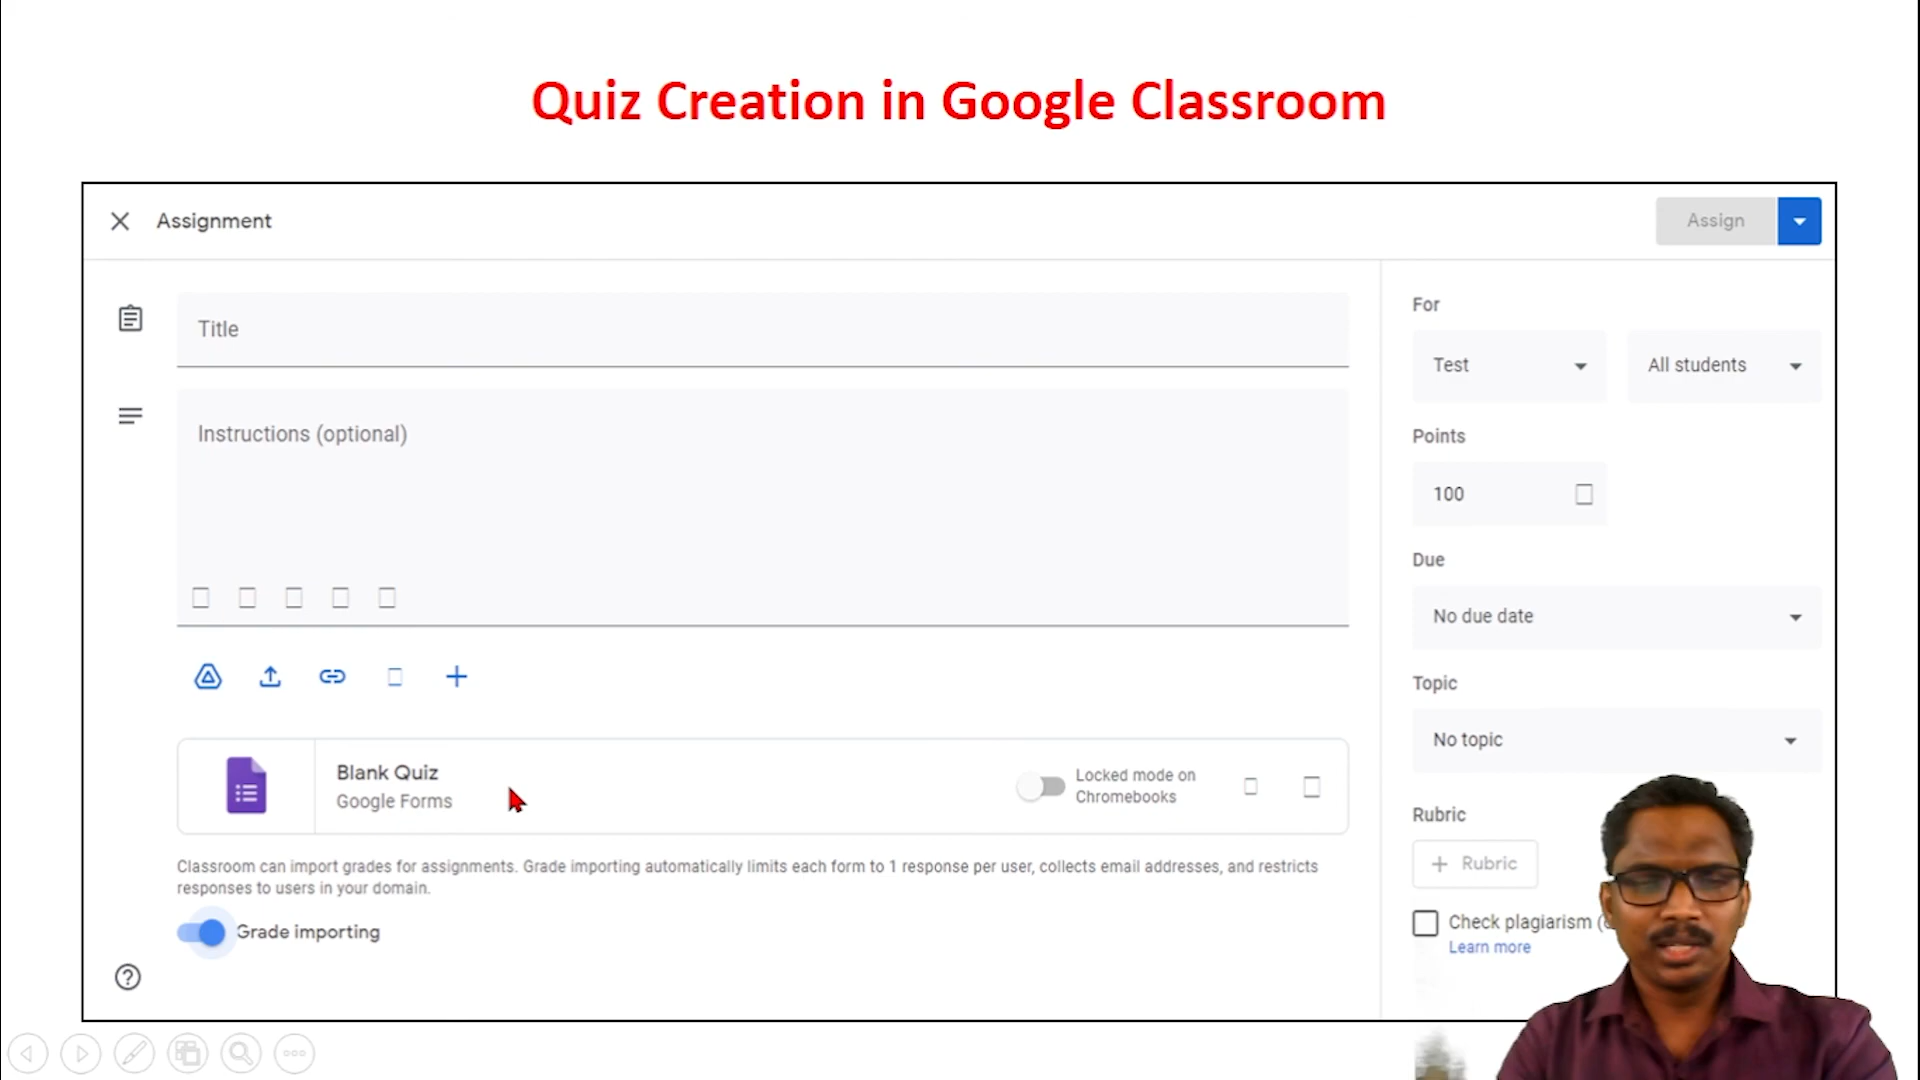 Quiz Creation in Google Classroom
Assignment
Assign
Title
Instructions (optional)
Blank Quiz
Google Forms
Locked mode on
Chromebooks
Classroom can import grades for assignments. Grade importing automatically limits each form to 1 response per user, collects email addresses, and restricts
responses to users in your domain.
Grade importing
For
Test
All students
Points
100
Due
No due date
Topic
No topic
Rubric
+ Rubric
Check plagiarism (
Learn more